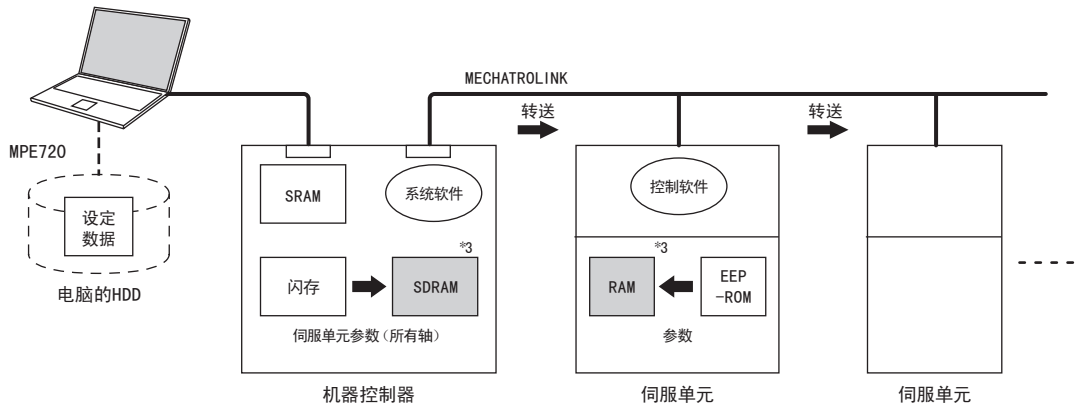 MECHATROLINK
转送
转送
MPE720
设定
数据
电脑的HDD
SRAM
系统软件
*3
闪存
SDRAM
伺服单元参数（所有轴）
机器控制器
控制软件
*3
RAM
EEP
-ROM
参数
伺服单元
伺服单元